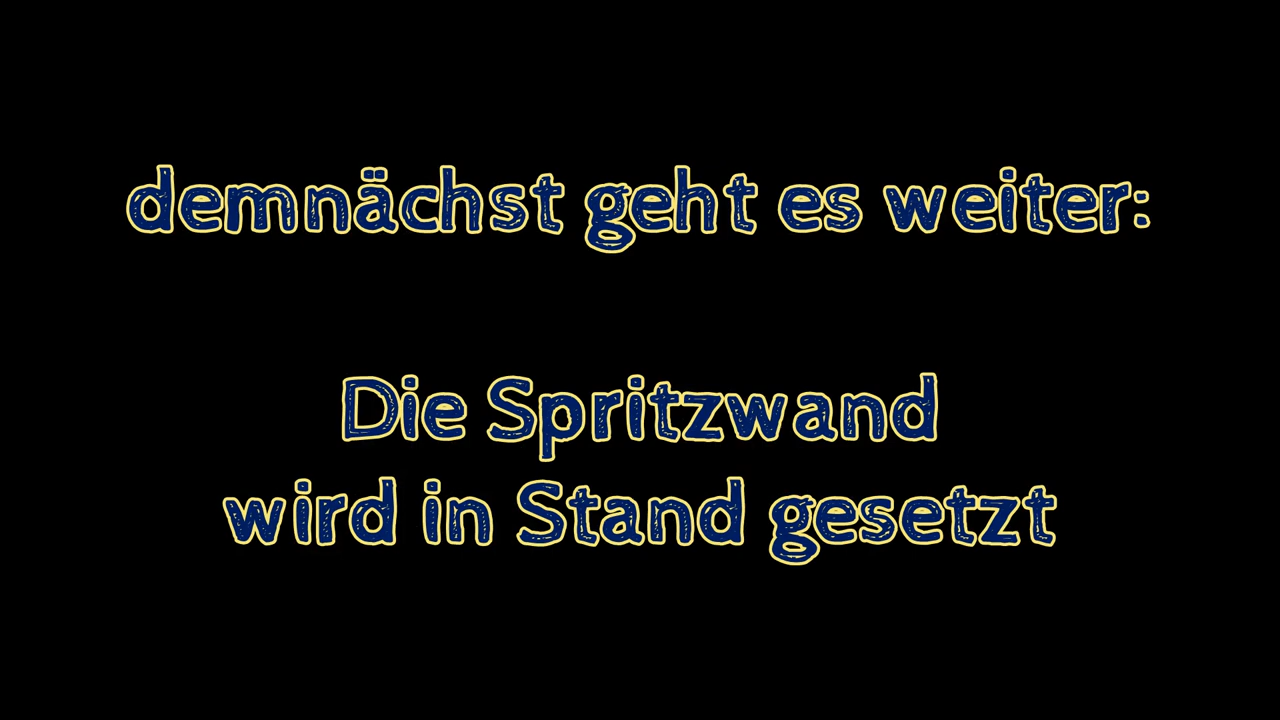 demnächst geht es weiter:
Die Spritzwand
wird in Stand gesetzt